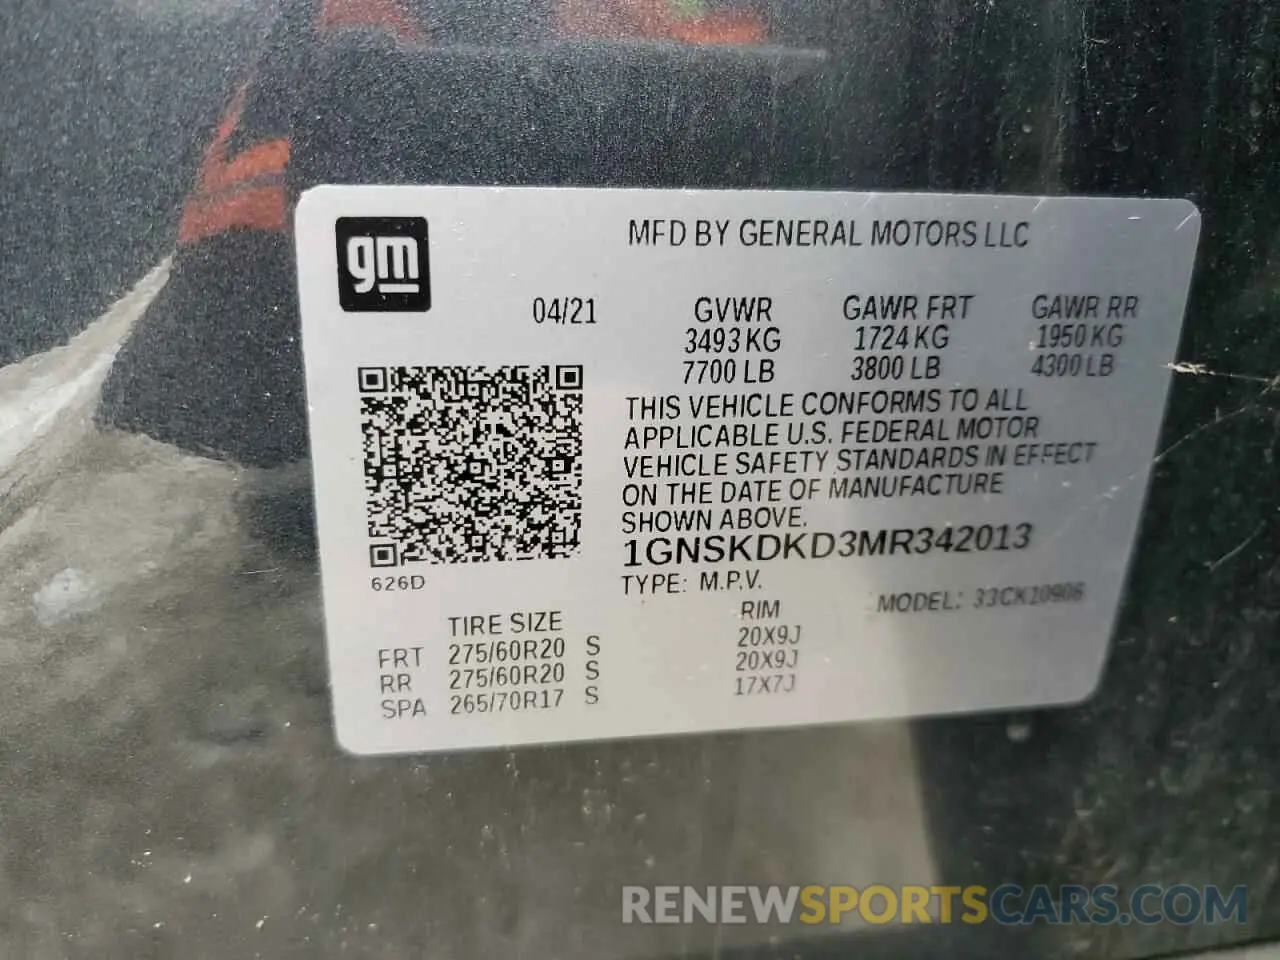 gm
MFD BY GENERAL MOTORS LLC
04/21 GVWR GAWR FRT GAWR RR
3493 KG 1724 KG 1950 KG
7700 LB 3800 LB 4300 LB
THIS VEHICLE CONFORMS TO ALL
APPLICABLE U.S. FEDERAL MOTOR
VEHICLE SAFETY STANDARDS IN EFFECT
ON THE DATE OF MANUFACTURE
SHOWN ABOVE.
1GNSKDKD3MR342013
626D
TYPE: M.P.V. MODEL: 33CK10906
TIRE SIZE RIM
FRT 275/60R20 S 20X9J
RR 275/60R20 S 20X9J
SPA 265/70R17 S 17X7J
RENEWSPORTSCARS.COM